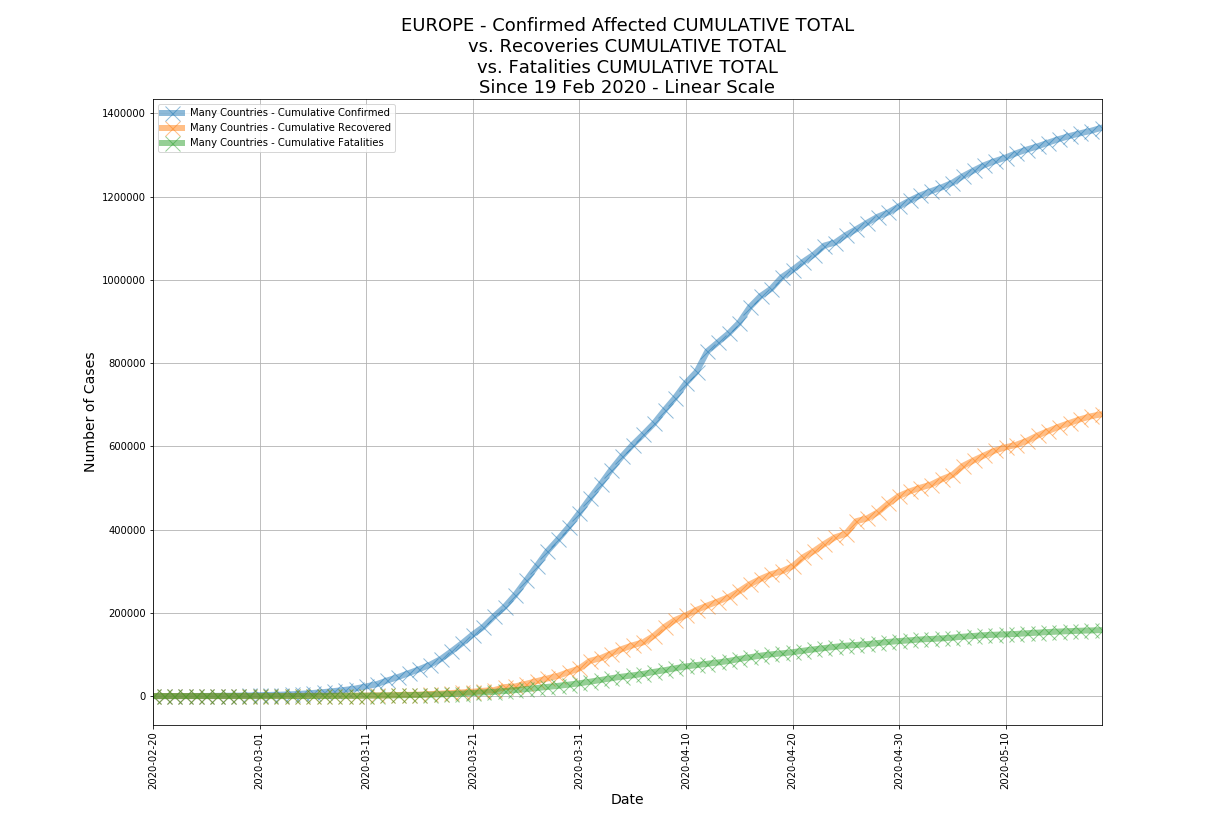 EUROPE - Confirmed Affected CUMULATIVE TOTAL
vs. Recoveries CUMULATIVE TOTAL
vs. Fatalities CUMULATIVE TOTAL
Since 19 Feb 2020 - Linear Scale
Many Countries - Cumulative Confirmed
Many Countries - Cumulative Recovered
Many Countries - Cumulative Fatalities
Number of Cases
1400000
1200000
1000000
800000
600000
400000
200000
0
2020-02-20
2020-03-01
2020-03-11
2020-03-21
2020-03-31
2020-04-10
2020-04-20
2020-04-30
2020-05-10
Date